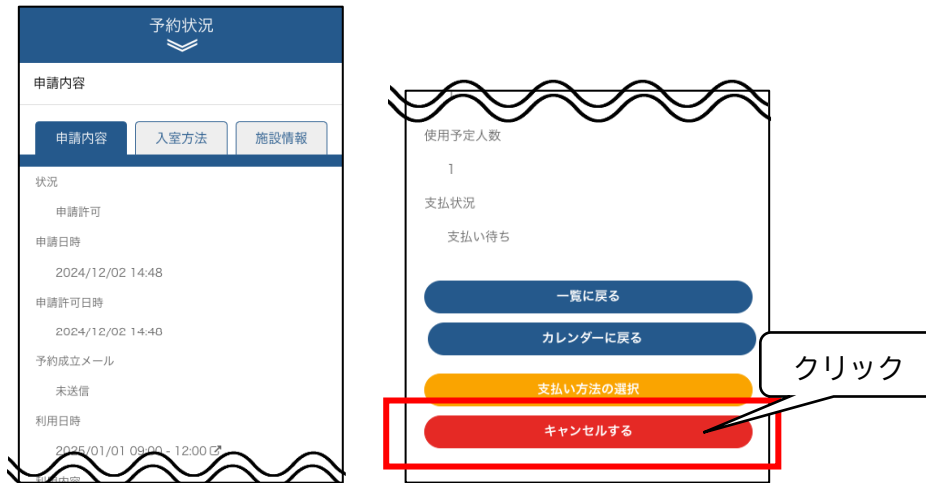 予約状況
申請内容
申請内容 入室方法 施設情報
状況
申請許可
申請日時
2024/12/02 14:48
申請許可日時
2024/12/02 14:48
予約成立メール
未送信
利用日時
2025/01/01 09:00 - 12:00
利用内容
使用予定人数
1
支払状況
支払い待ち
一覧に戻る
カレンダーに戻る
支払い方法の選択
キャンセルする
クリック